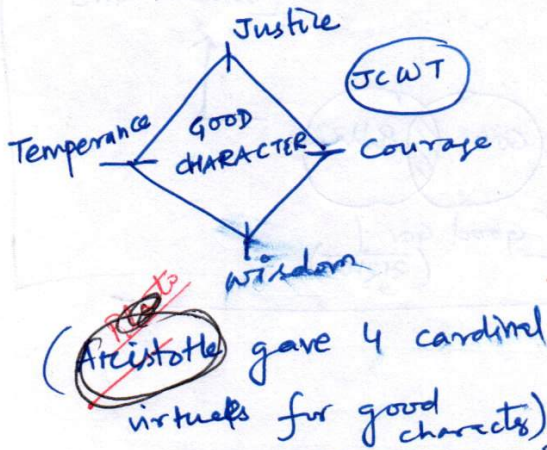 Justice
JCWT
Temperance
GOOD
CHARACTER
Courage
Wisdom
Plato
(Aristotle gave 4 cardinal
virtues for good
character)